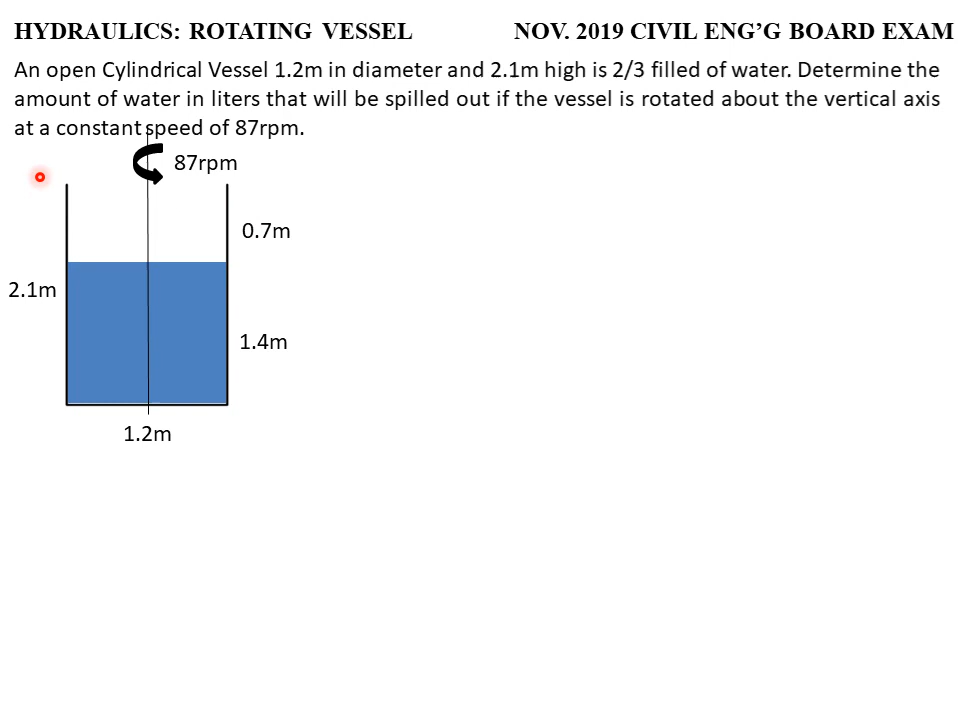 HYDRAULICS: ROTATING VESSEL NOV. 2019 CIVIL ENG’G BOARD EXAM
An open Cylindrical Vessel 1.2m in diameter and 2.1m high is 2/3 filled of water. Determine the
amount of water in liters that will be spilled out if the vessel is rotated about the vertical axis
at a constant speed of 87rpm.
87rpm
0.7m
2.1m
1.4m
1.2m